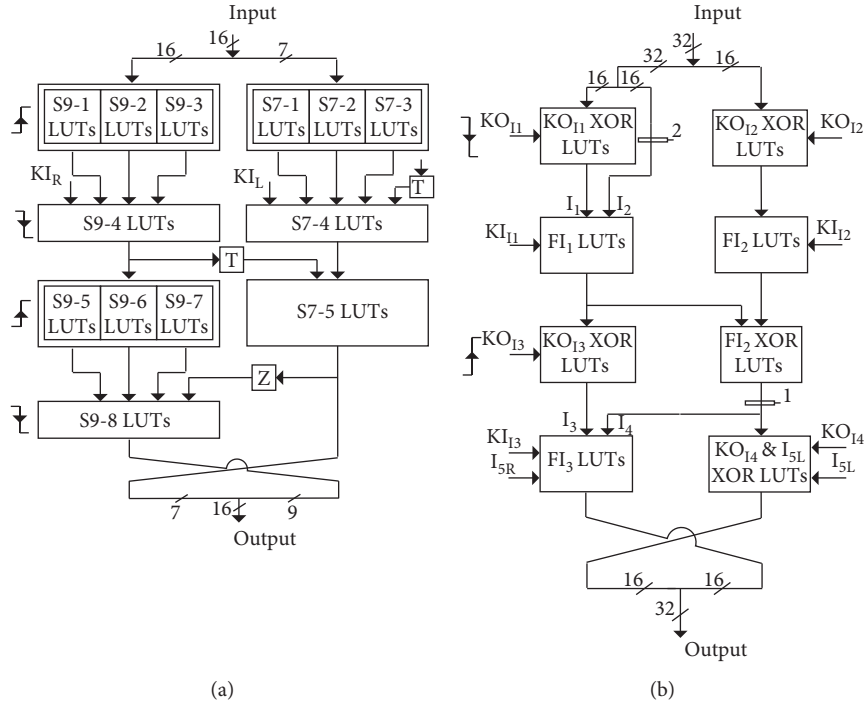 Input
16
16
7
S9-1 LUTs
S9-2 LUTs
S9-3 LUTs
S7-1 LUTs
S7-2 LUTs
S7-3 LUTs
KI_R
KI_L
T
S9-4 LUTs
S7-4 LUTs
T
S9-5 LUTs
S9-6 LUTs
S9-7 LUTs
S7-5 LUTs
Z
S9-8 LUTs
7
16
9
Output
(a)
Input
32
32
16
16
16
KO_I1
KO_I1 XOR
LUTs
2
KO_I2 XOR
LUTs
KO_I2
I_1
I_2
KI_I1
FI_1 LUTs
FI_2 LUTs
KI_I2
KO_I3
KO_I3 XOR
LUTs
FI_2 XOR
LUTs
1
I_3
I_4
KI_I3
I_5R
FI_3 LUTs
KO_I4 & I_5L
XOR LUTs
KO_I4
I_5L
16
16
32
Output
(b)